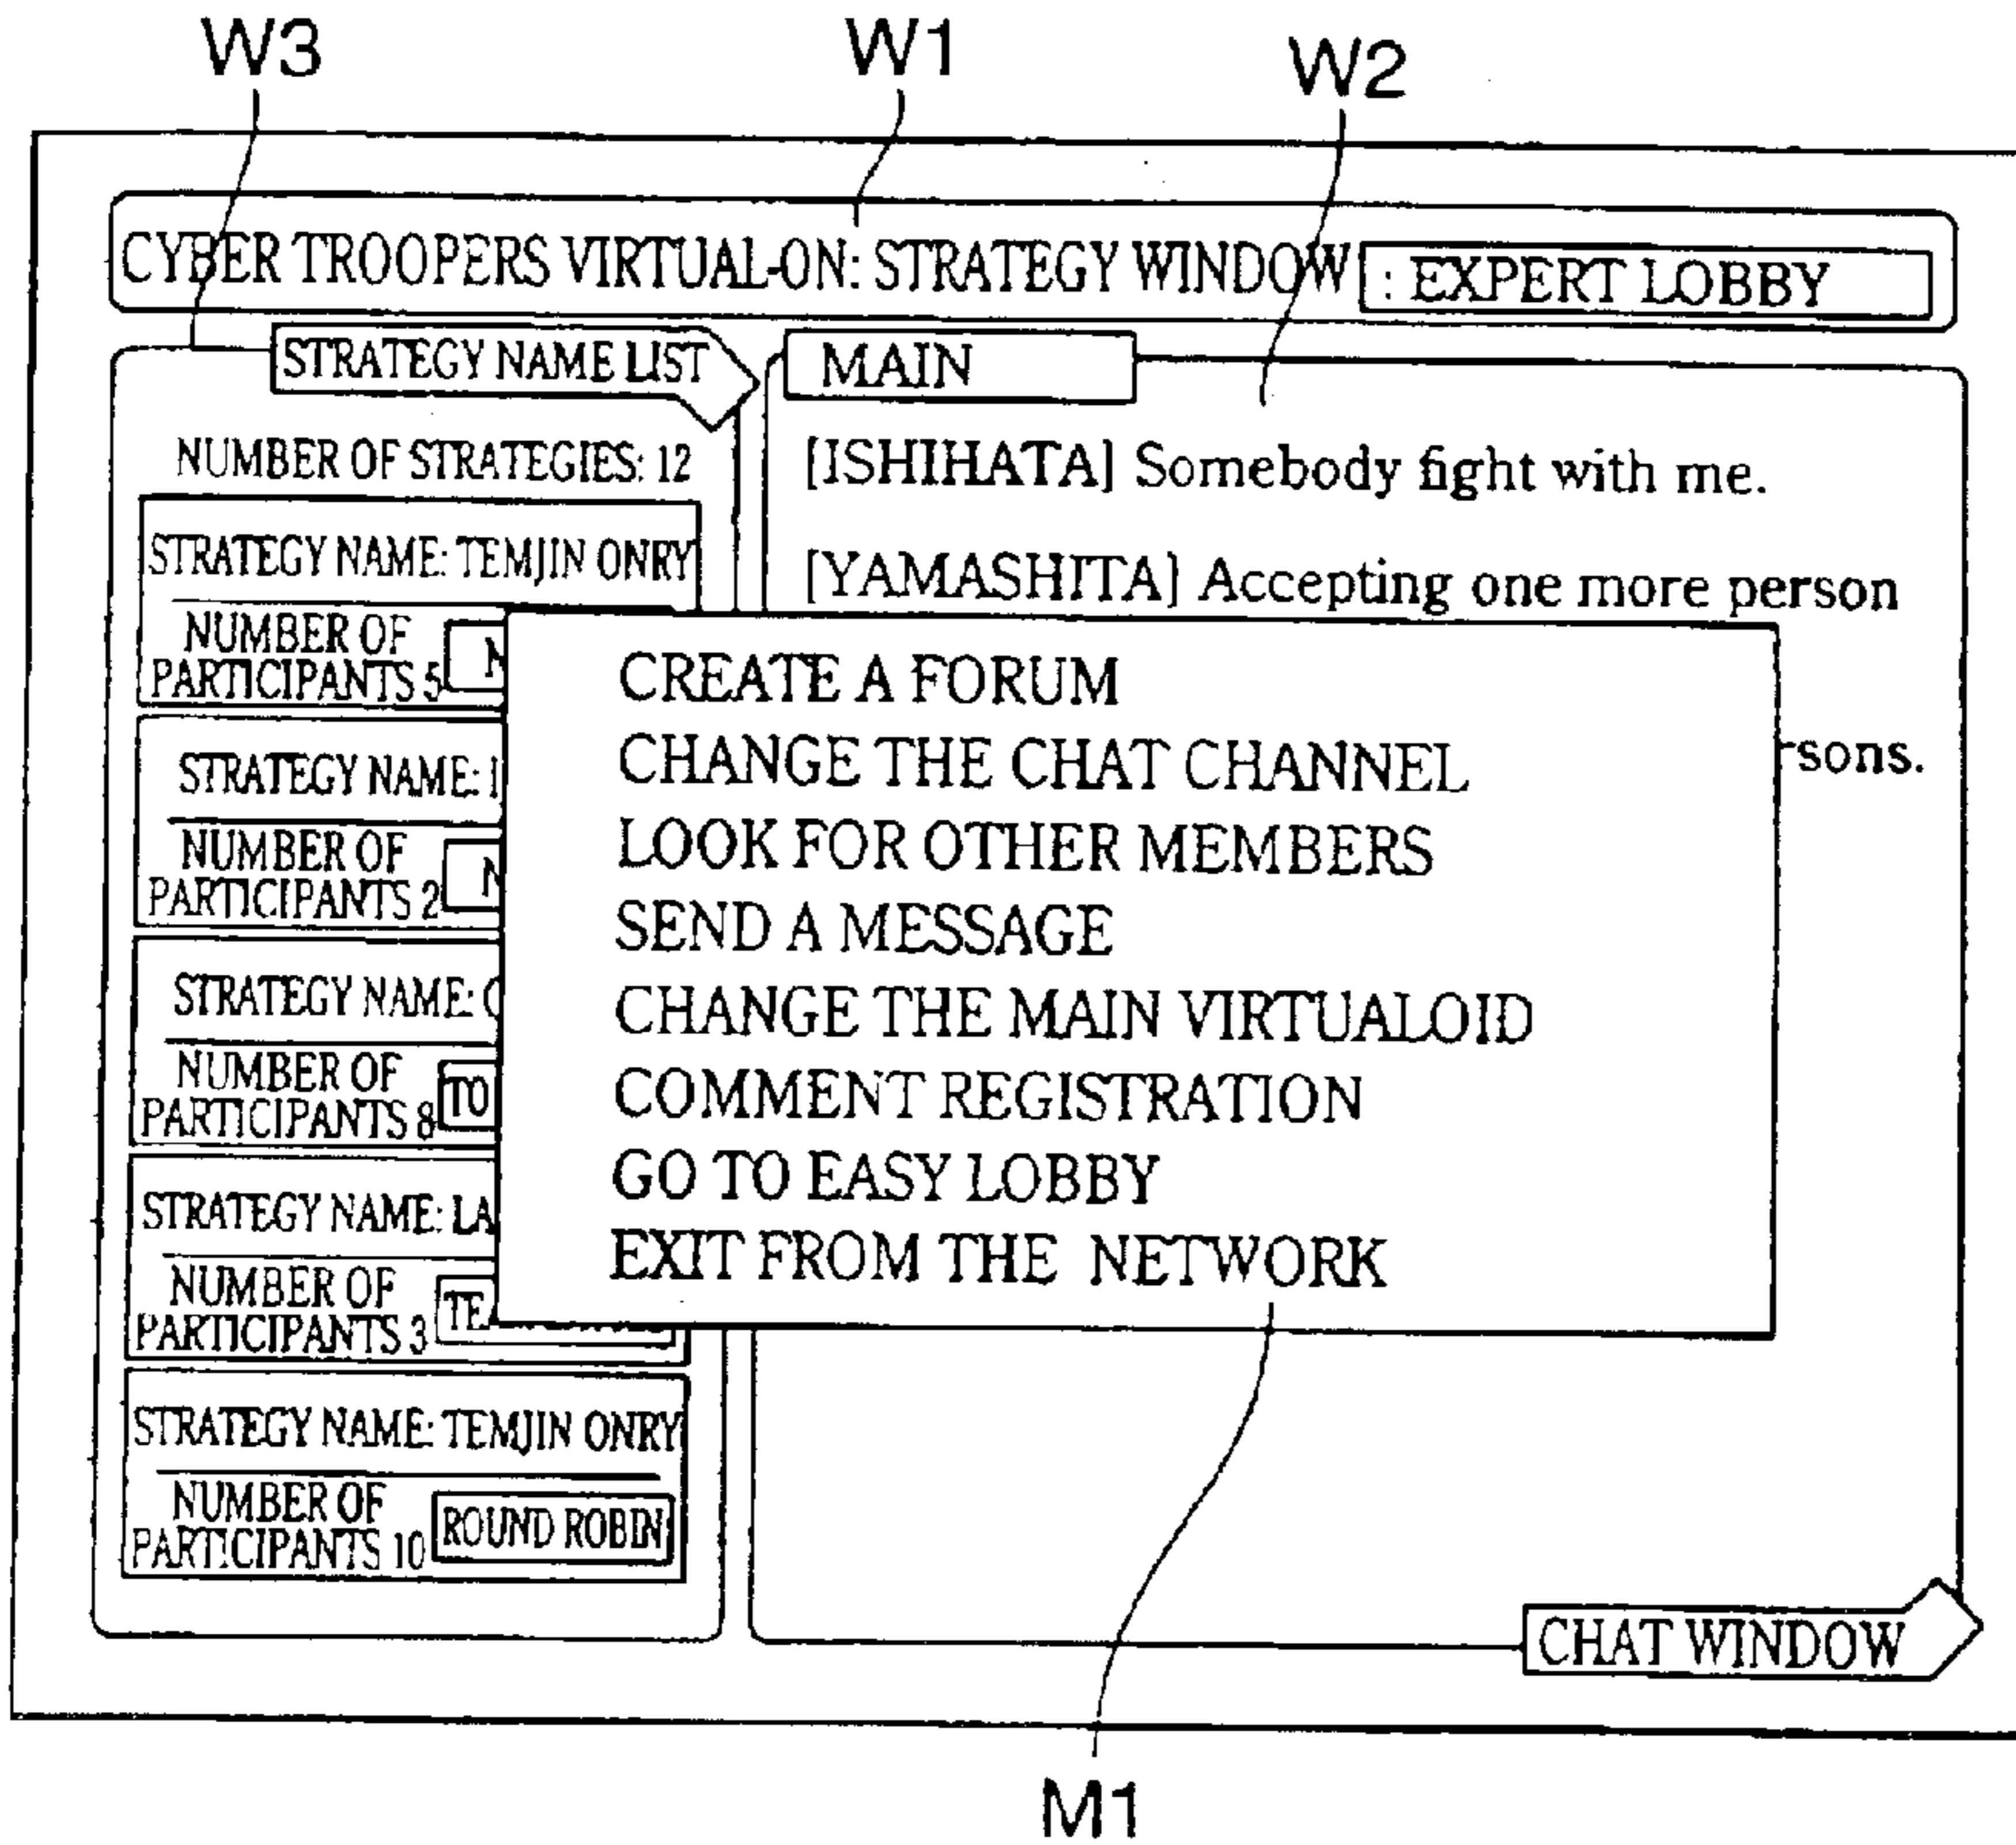 W3 W1 W2
CYBER TROOPERS VIRTUAL-ON: STRATEGY WINDOW : EXPERT LOBBY
STRATEGY NAME LIST
NUMBER OF STRATEGIES: 12
STRATEGY NAME: TEMJIN ONRY
NUMBER OF
PARTICIPANTS 5
STRATEGY NAME:
NUMBER OF
PARTICIPANTS 2
STRATEGY NAME:
NUMBER OF
PARTICIPANTS 8
TO
STRATEGY NAME: LA
NUMBER OF
PARTICIPANTS 3
TE
STRATEGY NAME: TEMJIN ONRY
NUMBER OF
PARTICIPANTS 10
ROUND ROBIN
MAIN
[ISHIHATA] Somebody fight with me.
[YAMASHITA] Accepting one more person
rsons.
CREATE A FORUM
CHANGE THE CHAT CHANNEL
LOOK FOR OTHER MEMBERS
SEND A MESSAGE
CHANGE THE MAIN VIRTUALOID
COMMENT REGISTRATION
GO TO EASY LOBBY
EXIT FROM THE NETWORK
CHAT WINDOW
M1